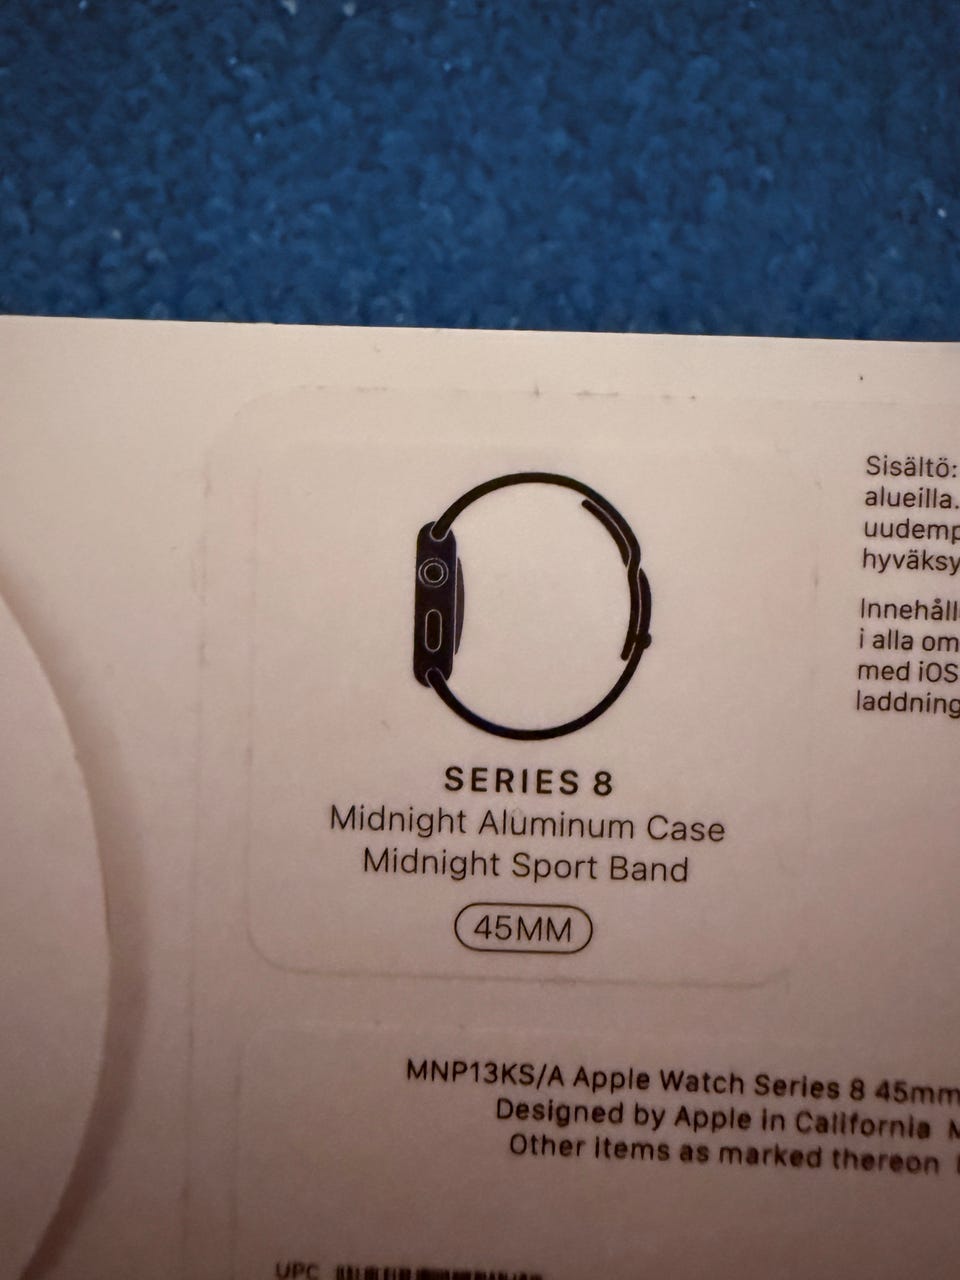 SERIES 8
Midnight Aluminum Case
Midnight Sport Band
45MM
Sisältö:
alueilla.
uudemp
hyväksy
Innehåll
i alla om
med iOS
laddning
MNP13KS/A Apple Watch Series 8 45mm
Designed by Apple in California M
Other items as marked thereon
UPC